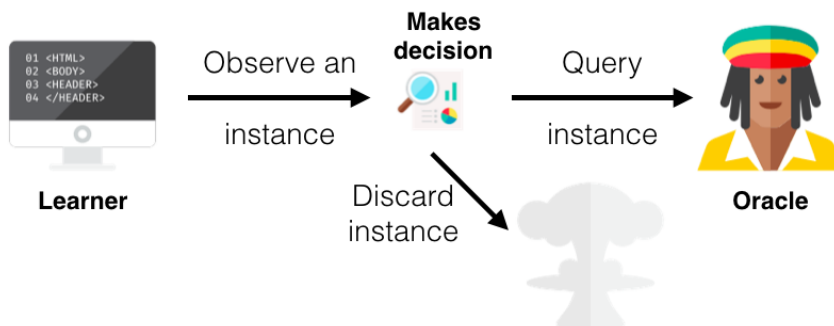 01 <HTML>
02 <BODY>
03 <HEADER>
04 </HEADER>
Learner
Observe an
instance
Makes
decision
Query
instance
Discard
instance
Oracle